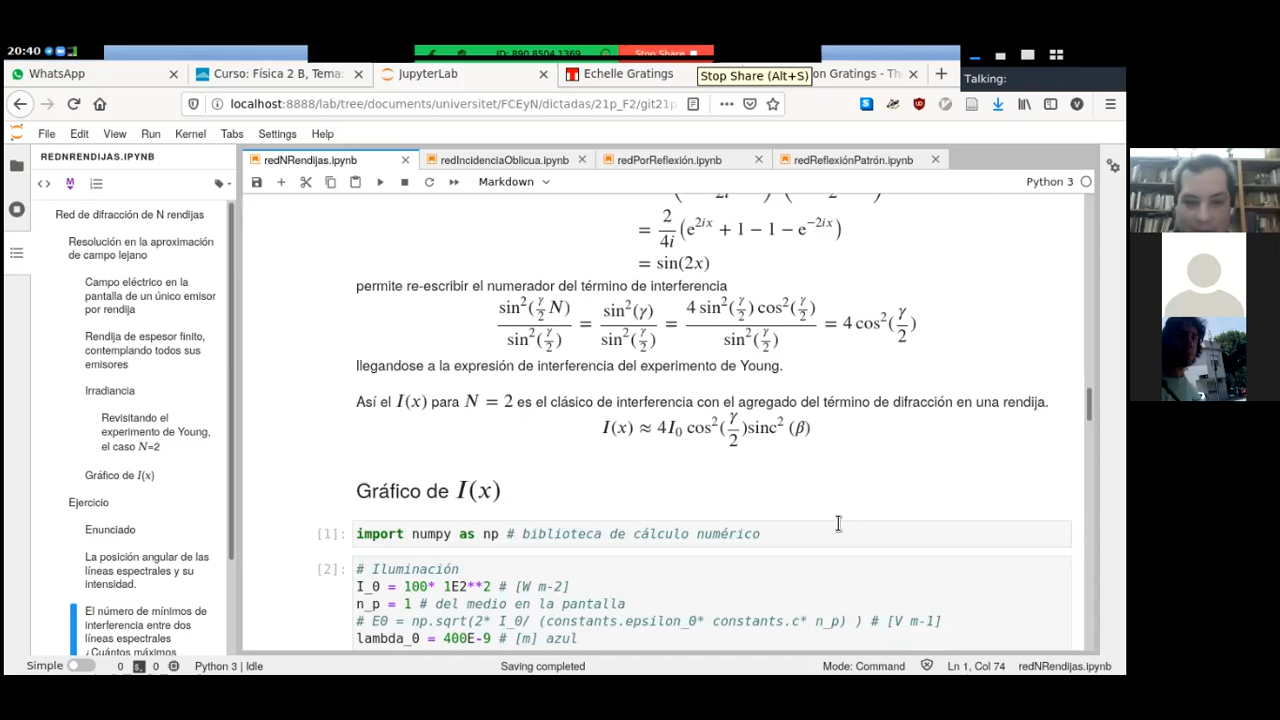 20:40
ID: 890 8504 1369
Stop Share
WhatsApp
Curso: Física 2 B, Tema:
JupyterLab
Echelle Gratings
Stop Share (Alt+S)
on Gratings - Th
Talking:
localhost:8888/lab/tree/documents/universitet/FCEyN/dictadas/21p_F2/git21p
File Edit View Run Kernel Tabs Settings Help
REDNRENDIJAS.IPYNB
redNRendijas.ipynb
redIncidenciaOblicua.ipynb
redPorReflexión.ipynb
redReflexiónPatrón.ipynb
Markdown
Python 3
Red de difracción de N rendijas
Resolución en la aproximación
de campo lejano
Campo eléctrico en la
pantalla de un único emisor
por rendija
Rendija de espesor finito,
contemplando todos sus
emisores
Irradiancia
Revisitando el
experimento de Young,
el caso N=2
Gráfico de I(x)
Ejercicio
Enunciado
La posición angular de las
líneas espectrales y su
intensidad.
El número de mínimos de
interferencia entre dos
líneas espectrales
¿Cuántos máximos
= 2/4i (e^{2ix} + 1 − 1 − e^{−2ix})
= sin(2x)
permite re-escribir el numerador del término de interferencia
sin²(γ/2 N) / sin²(γ/2) = sin²(γ) / sin²(γ/2) = 4 sin²(γ/2) cos²(γ/2) / sin²(γ/2) = 4 cos²(γ/2)
llegandose a la expresión de interferencia del experimento de Young.
Así el I(x) para N = 2 es el clásico de interferencia con el agregado del término de difracción en una rendija.
I(x) ≈ 4I₀ cos²(γ/2)sinc² (β)
Gráfico de I(x)
[1]: import numpy as np # biblioteca de cálculo numérico
[2]: # Iluminación
I_0 = 100* 1E2**2 # [W m-2]
n_p = 1 # del medio en la pantalla
# E0 = np.sqrt(2* I_0/ (constants.epsilon_0* constants.c* n_p) ) # [V m-1]
lambda_0 = 400E-9 # [m] azul
Simple 0 0 Python 3 | Idle Saving completed Mode: Command Ln 1, Col 74 redNRendijas.ipynb